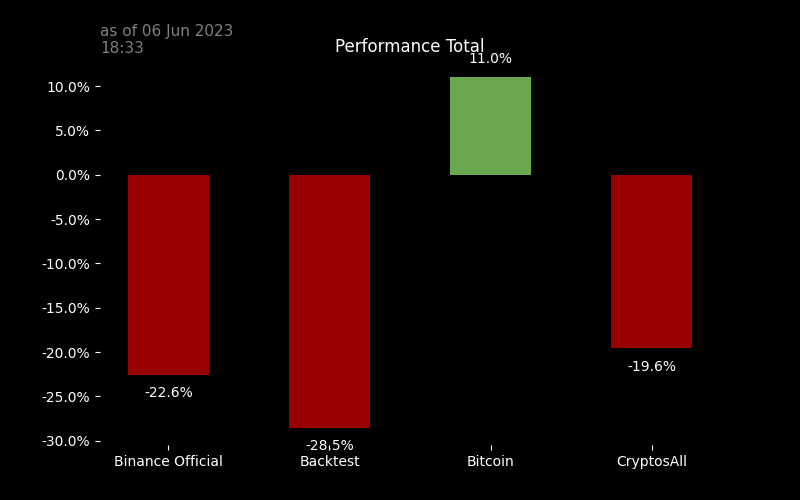 as of 06 Jun 2023
18:33
Performance Total
11.0%
10.0%
5.0%
0.0%
-5.0%
-10.0%
-15.0%
-20.0%
-25.0%
-30.0%
-22.6%
-28.5%
-19.6%
Binance Official
Backtest
Bitcoin
CryptosAll